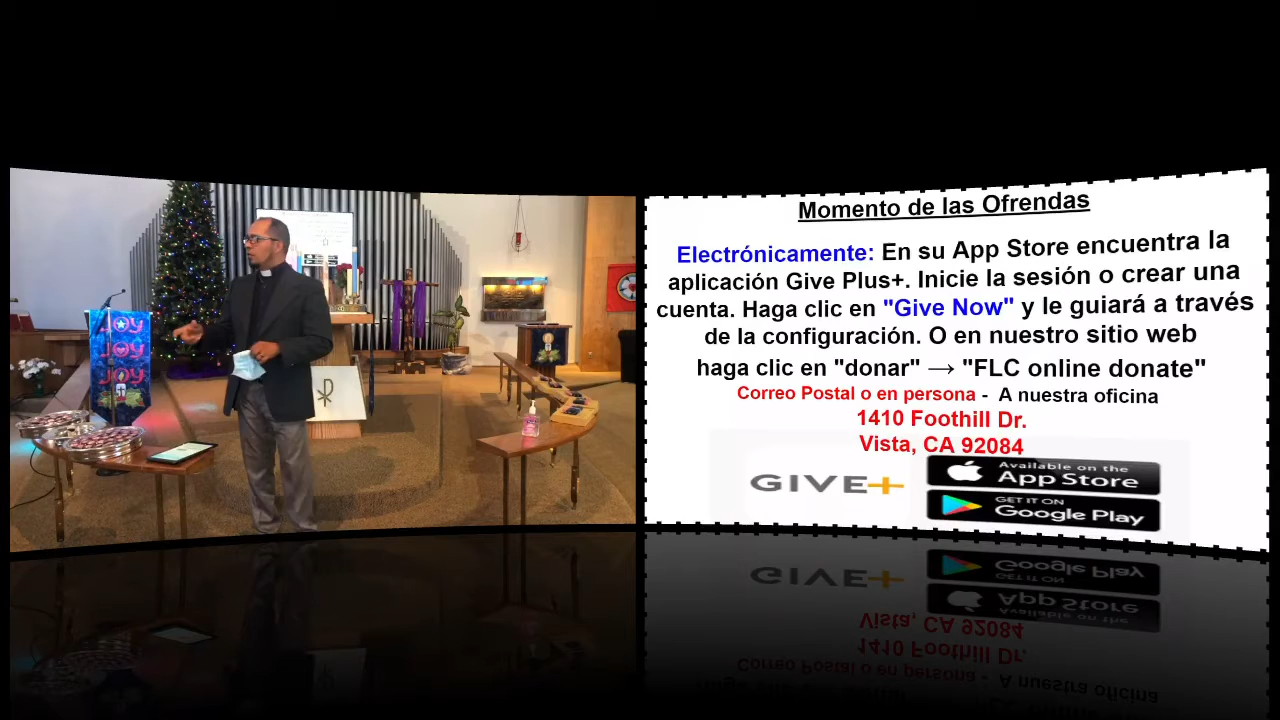 JOY
JOY
JOY
Momento de las Ofrendas
Electrónicamente: En su App Store encuentra la
aplicación Give Plus+. Inicie la sesión o crear una
cuenta. Haga clic en "Give Now" y le guiará a través
de la configuración. O en nuestro sitio web
haga clic en "donar" → "FLC online donate"
Correo Postal o en persona - A nuestra oficina
1410 Foothill Dr.
Vista, CA 92084
GIVE+
Available on the
App Store
GET IT ON
Google Play